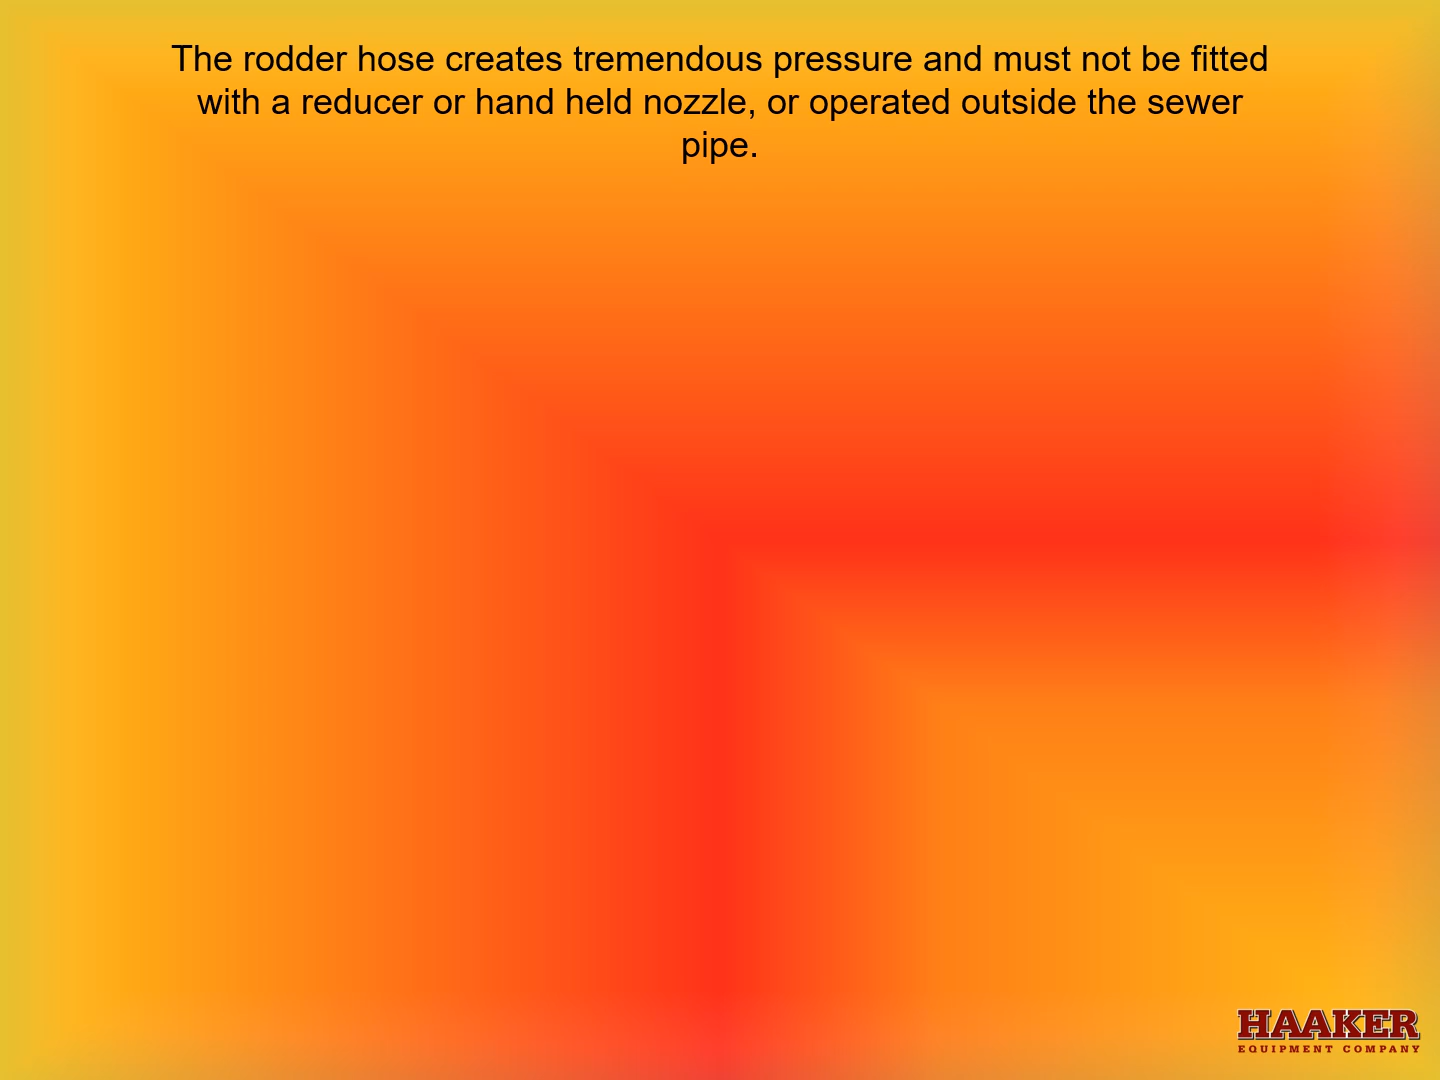 The rodder hose creates tremendous pressure and must not be fitted
with a reducer or hand held nozzle, or operated outside the sewer
pipe.
HAAKER
EQUIPMENT COMPANY